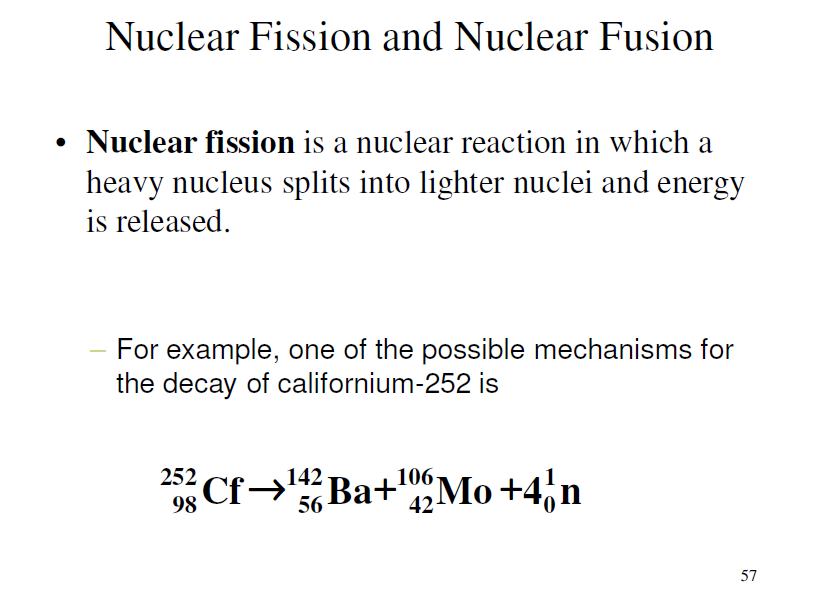 Nuclear Fission and Nuclear Fusion
• Nuclear fission is a nuclear reaction in which a
heavy nucleus splits into lighter nuclei and energy
is released.
– For example, one of the possible mechanisms for
the decay of californium-252 is
²⁵²₉₈Cf→¹⁴²₅₆Ba+¹⁰⁶₄₂Mo +4¹₀n
57